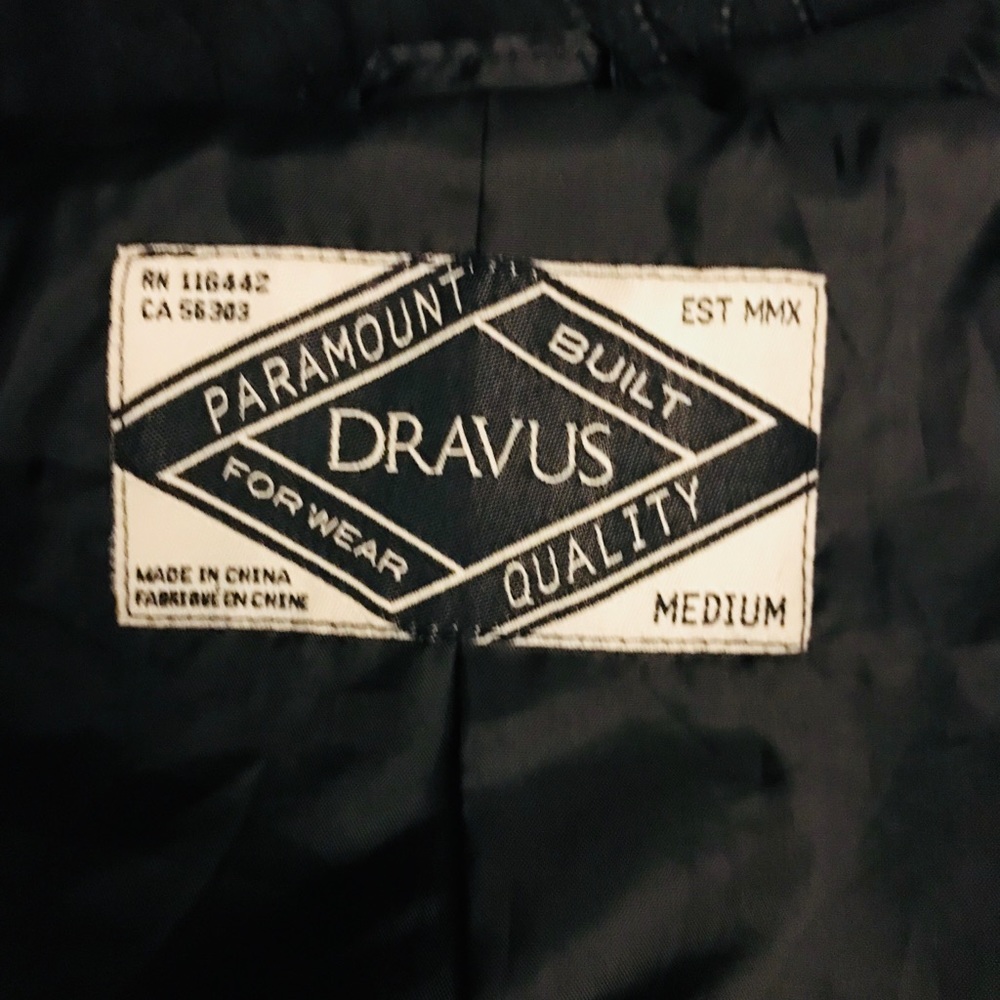 RN 116442
CA 56303
EST MMX
PARAMOUNT
BUILT
DRAVUS
FOR WEAR
QUALITY
MADE IN CHINA
FABRIQUE EN CHINE
MEDIUM